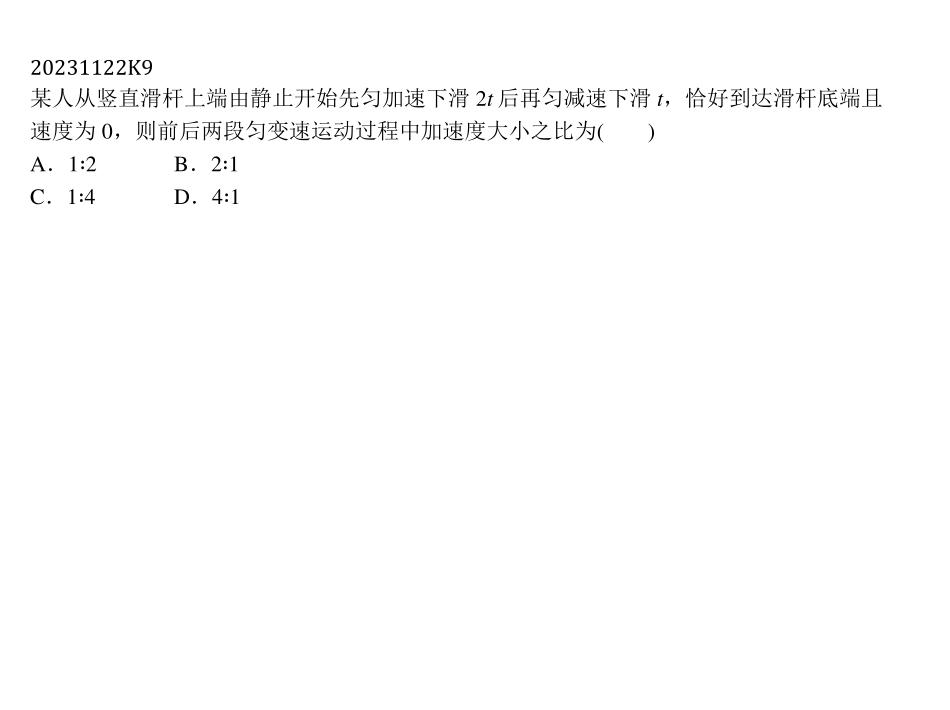 20231122K9
某人从竖直滑杆上端由静止开始先匀加速下滑 2t 后再匀减速下滑 t，恰好到达滑杆底端且
速度为 0，则前后两段匀变速运动过程中加速度大小之比为(　　)
A．1∶2　　B．2∶1
C．1∶4　　D．4∶1